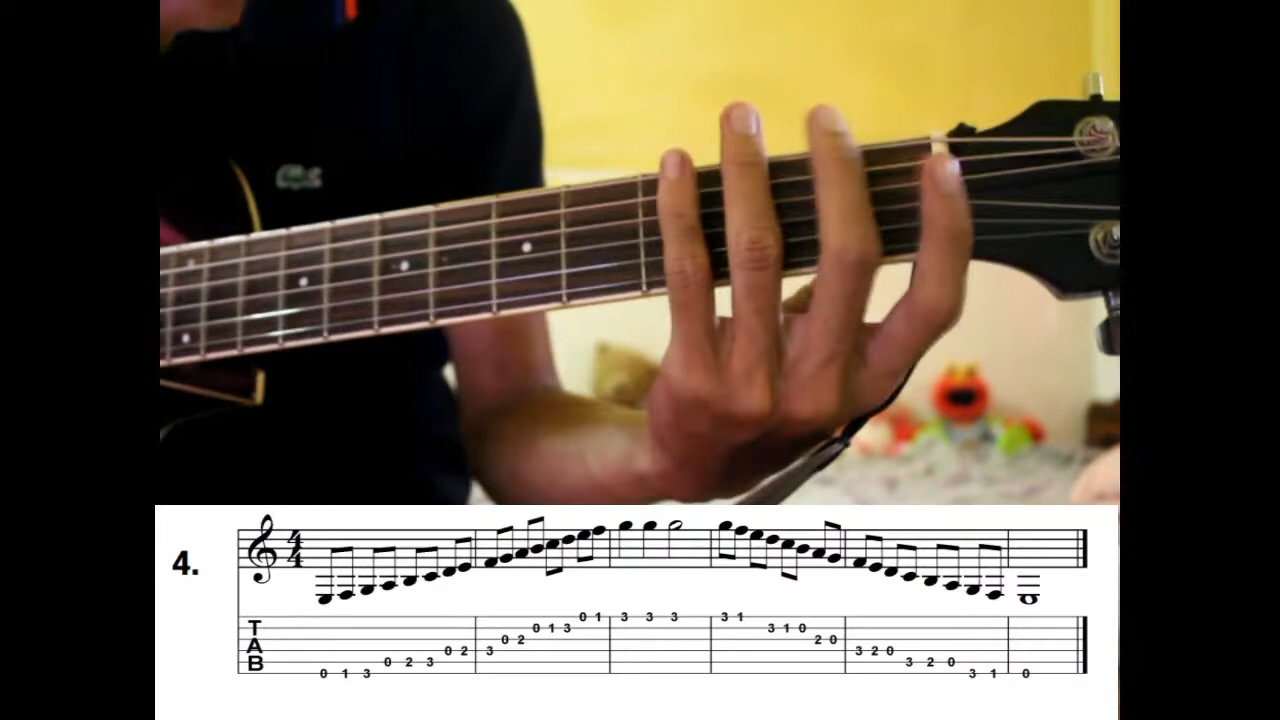 4.
4
4
0 1 3 3 3 3 1
T 0 1 3 3 1 0
0 2 2 0
A 0 2 3 3 2 0
B 0 2 3 3 2 0
0 1 3 3 1 0